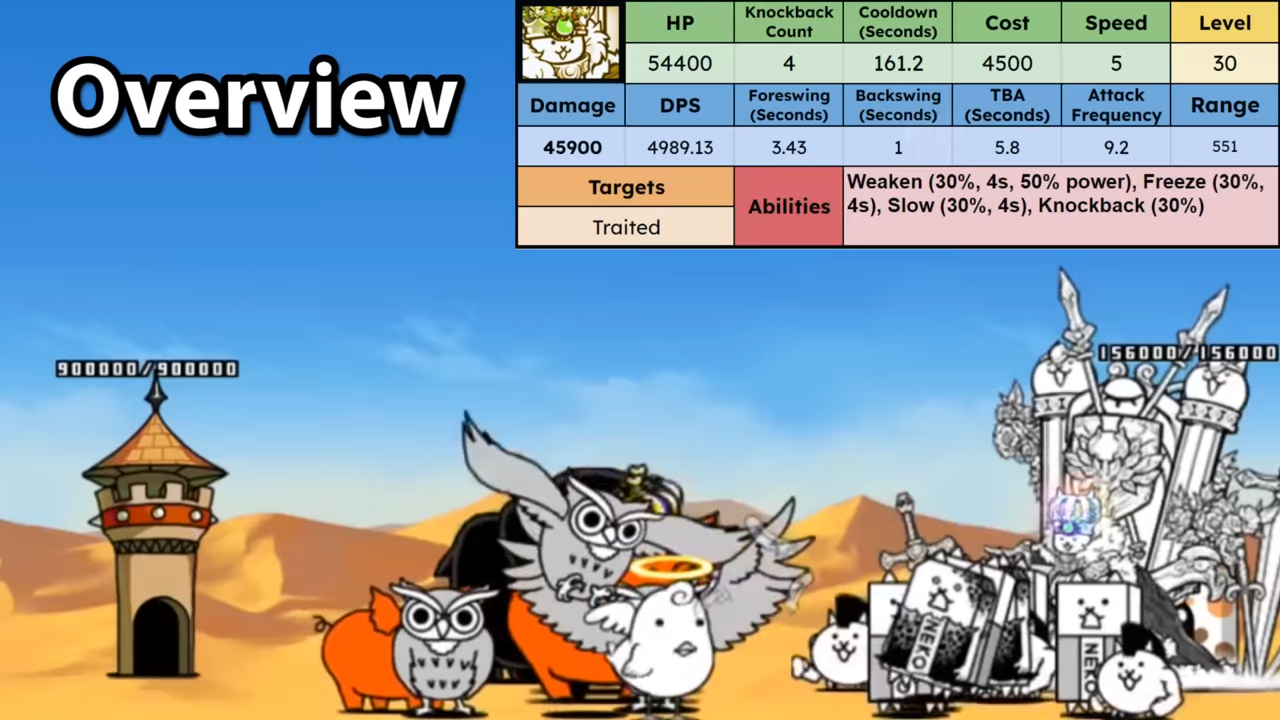 Overview
HP
Knockback
Count
Cooldown
(Seconds)
Cost
Speed
Level
54400
4
161.2
4500
5
30
Damage
DPS
Foreswing
(Seconds)
Backswing
(Seconds)
TBA
(Seconds)
Attack
Frequency
Range
45900
4989.13
3.43
1
5.8
9.2
551
Targets
Abilities
Weaken (30%, 4s, 50% power), Freeze (30%,
4s), Slow (30%, 4s), Knockback (30%)
Traited
900000/900000
156000/156000
NEKO
NEKO